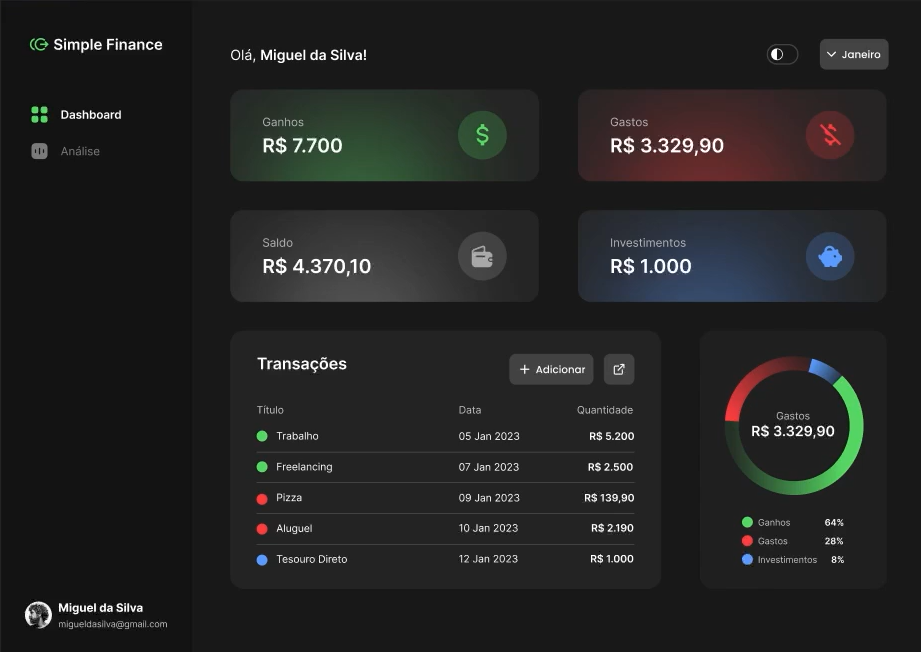 Simple Finance
Dashboard
Análise
Miguel da Silva
migueldasilva@gmail.com
Olá, Miguel da Silva!
Janeiro
Ganhos
R$ 7.700
Gastos
R$ 3.329,90
Saldo
R$ 4.370,10
Investimentos
R$ 1.000
Transações
+ Adicionar
Título Data Quantidade
Trabalho 05 Jan 2023 R$ 5.200
Freelancing 07 Jan 2023 R$ 2.500
Pizza 09 Jan 2023 R$ 139,90
Aluguel 10 Jan 2023 R$ 2.190
Tesouro Direto 12 Jan 2023 R$ 1.000
Gastos
R$ 3.329,90
Ganhos 64%
Gastos 28%
Investimentos 8%